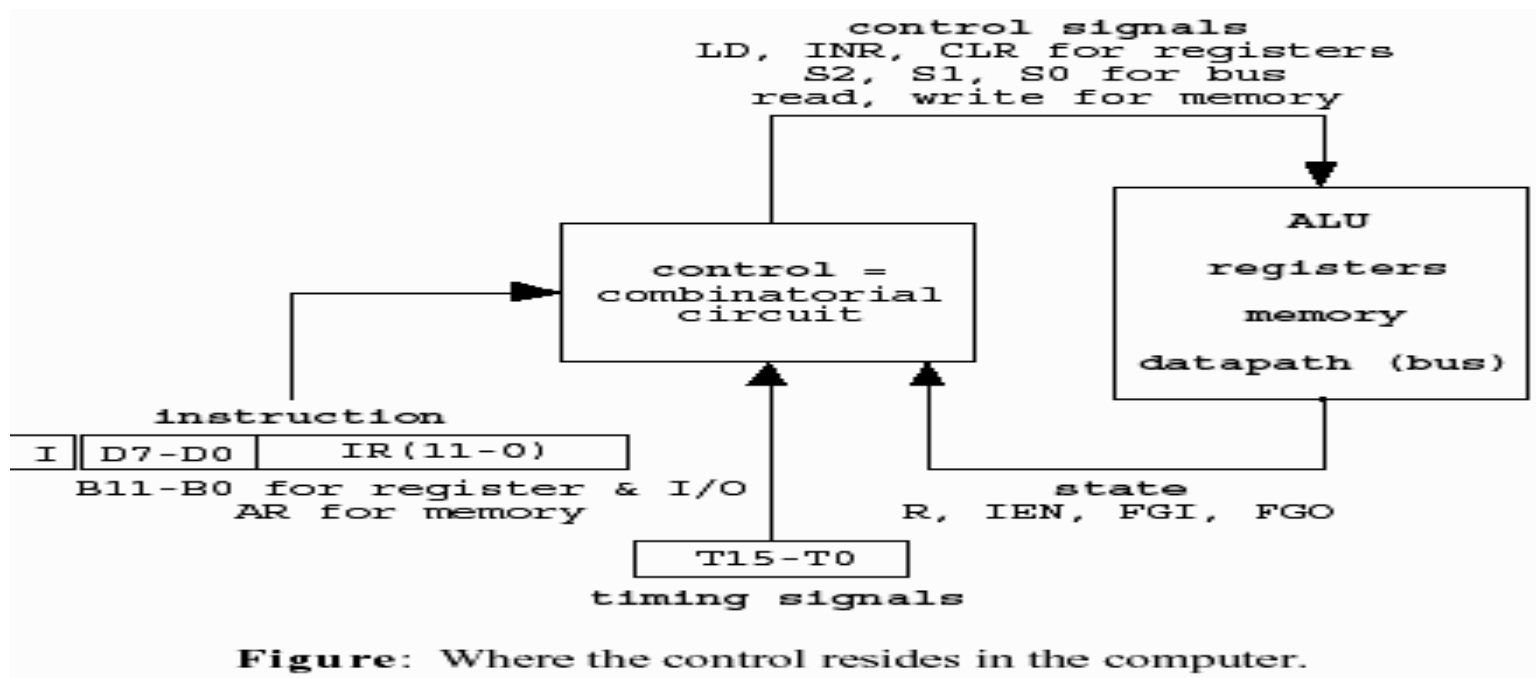 control signals
LD, INR, CLR for registers
S2, S1, S0 for bus
read, write for memory
control =
combinatorial
circuit
ALU
registers
memory
datapath (bus)
instruction
I D7-D0 IR(11-0)
B11-B0 for register & I/O
AR for memory
state
R, IEN, FGI, FGO
T15-T0
timing signals
Figure: Where the control resides in the computer.